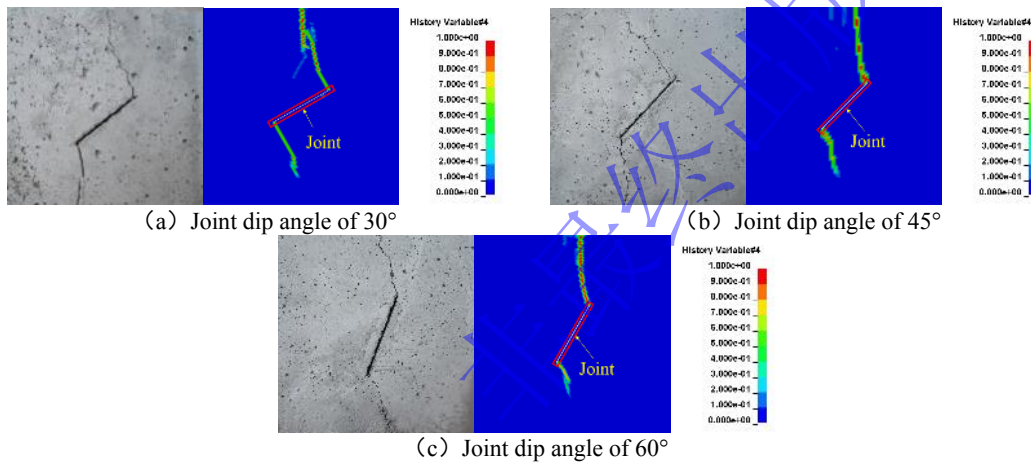 History Variable#4
1.000e+00
9.000e-01
8.000e-01
7.000e-01
6.000e-01
5.000e-01
4.000e-01
3.000e-01
2.000e-01
1.000e-01
0.000e+00
Joint
(a) Joint dip angle of 30°
History Variable#4
1.000e+00
9.000e-01
8.000e-01
7.000e-01
6.000e-01
5.000e-01
4.000e-01
3.000e-01
2.000e-01
1.000e-01
0.000e+00
Joint
(b) Joint dip angle of 45°
History Variable#4
1.000e+00
9.000e-01
8.000e-01
7.000e-01
6.000e-01
5.000e-01
4.000e-01
3.000e-01
2.000e-01
1.000e-01
0.000e+00
Joint
(c) Joint dip angle of 60°